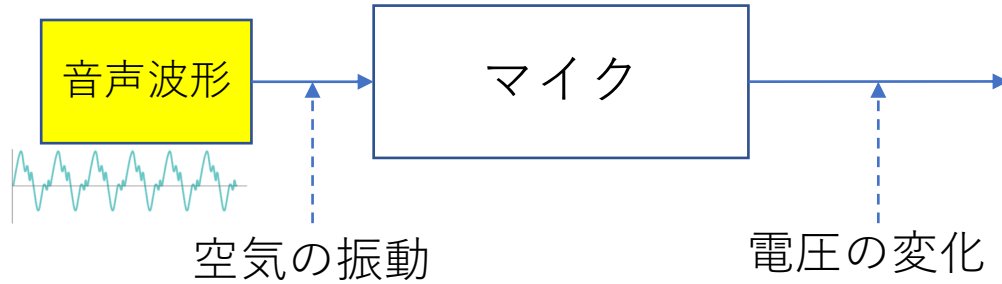 音声波形
マイク
空気の振動
電圧の変化